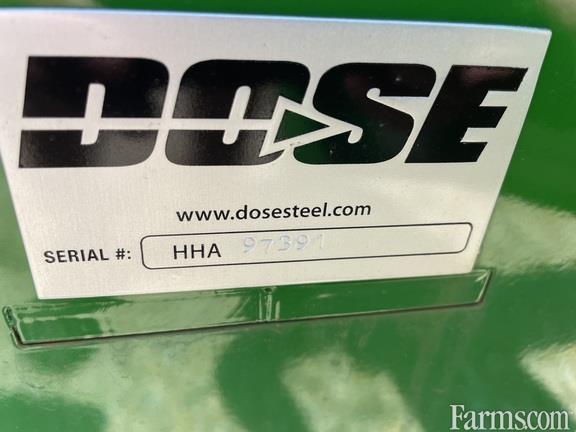 DOSE
www.dosesteel.com
SERIAL #: HHA 97391
Farms.com